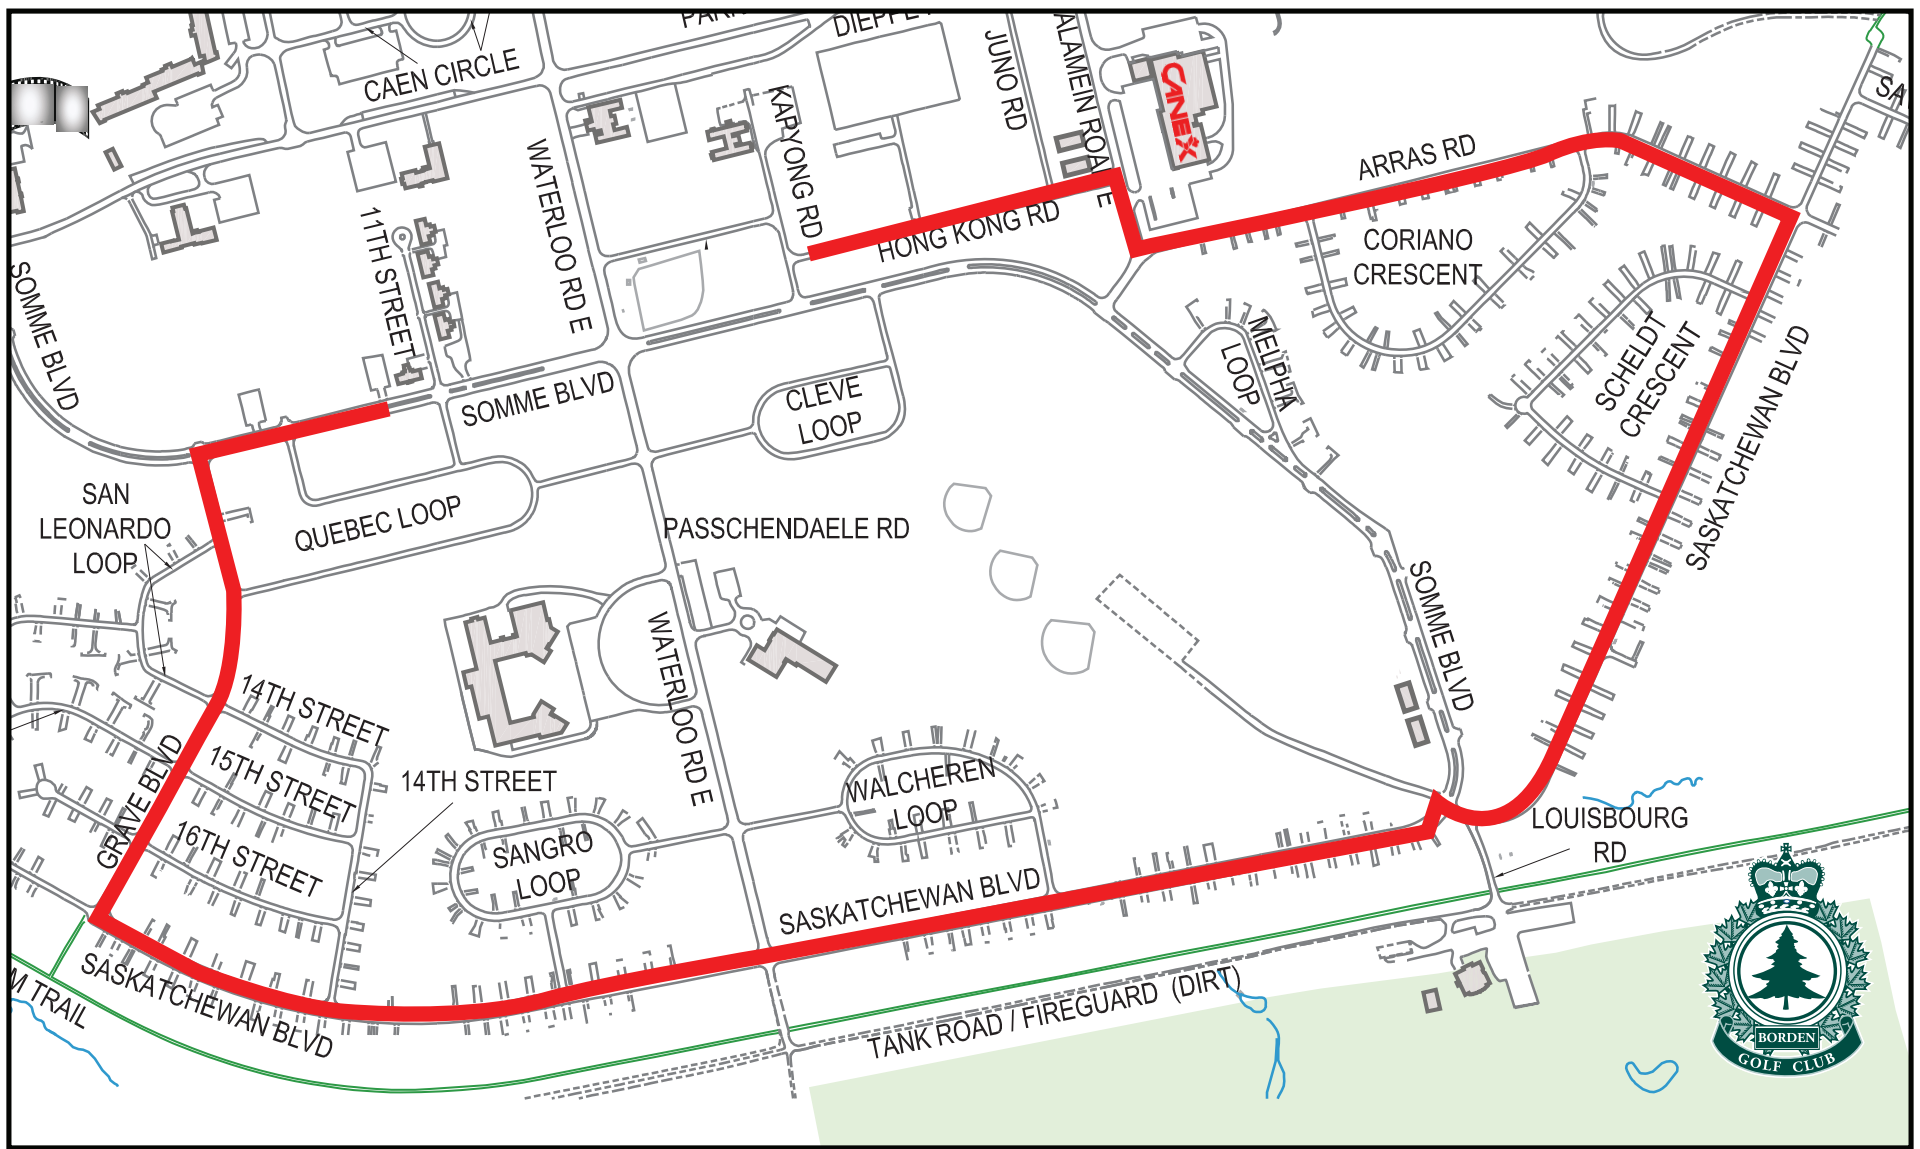 CAEN CIRCLE
DIEPPE
JUNO RD
ALAMEIN ROAD E
CANEX
KAPYONG RD
WATERLOO RD E
11TH STREET
HONG KONG RD
ARRAS RD
CORIANO
CRESCENT
SOMME BLVD
SOMME BLVD
CLEVE
LOOP
MELPHA
LOOP
SCHELDT
CRESCENT
SASKATCHEWAN BLVD
SAN
LEONARDO
LOOP
QUEBEC LOOP
PASSCHENDAELE RD
SOMME BLVD
WATERLOO RD E
14TH STREET
15TH STREET
16TH STREET
14TH STREET
GRAVE BLVD
SANGRO
LOOP
WALCHEREN
LOOP
SASKATCHEWAN BLVD
LOUISBOURG
RD
SASKATCHEWAN BLVD
M TRAIL
TANK ROAD / FIREGUARD (DIRT)
BORDEN
GOLF CLUB